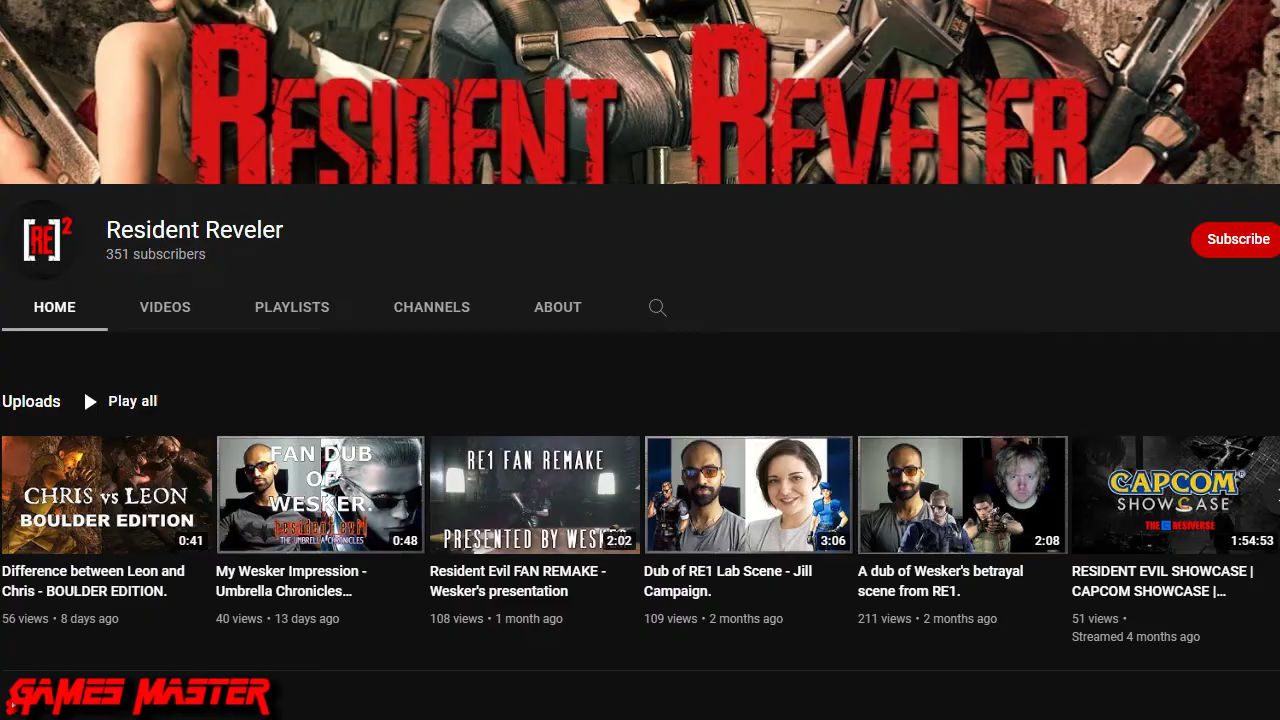 RESIDENT REVELER
[RE]²
Resident Reveler
351 subscribers
Subscribe
HOME
VIDEOS
PLAYLISTS
CHANNELS
ABOUT
Uploads
Play all
CHRIS vs LEON
BOULDER EDITION
0:41
FAN DUB
OF
WESKER.
resident evil
THE UMBRELLA CHRONICLES
0:48
RE1 FAN REMAKE
PRESENTED BY
2:02
3:06
2:08
CAPCOM
SHOWCASE
THE RESIVERSE
1:54:53
Difference between Leon and
Chris - BOULDER EDITION.
56 views • 8 days ago
My Wesker Impression -
Umbrella Chronicles...
40 views • 13 days ago
Resident Evil FAN REMAKE -
Wesker's presentation
108 views • 1 month ago
Dub of RE1 Lab Scene - Jill
Campaign.
109 views • 2 months ago
A dub of Wesker's betrayal
scene from RE1.
211 views • 2 months ago
RESIDENT EVIL SHOWCASE |
CAPCOM SHOWCASE |...
51 views •
Streamed 4 months ago
GAMES MASTER